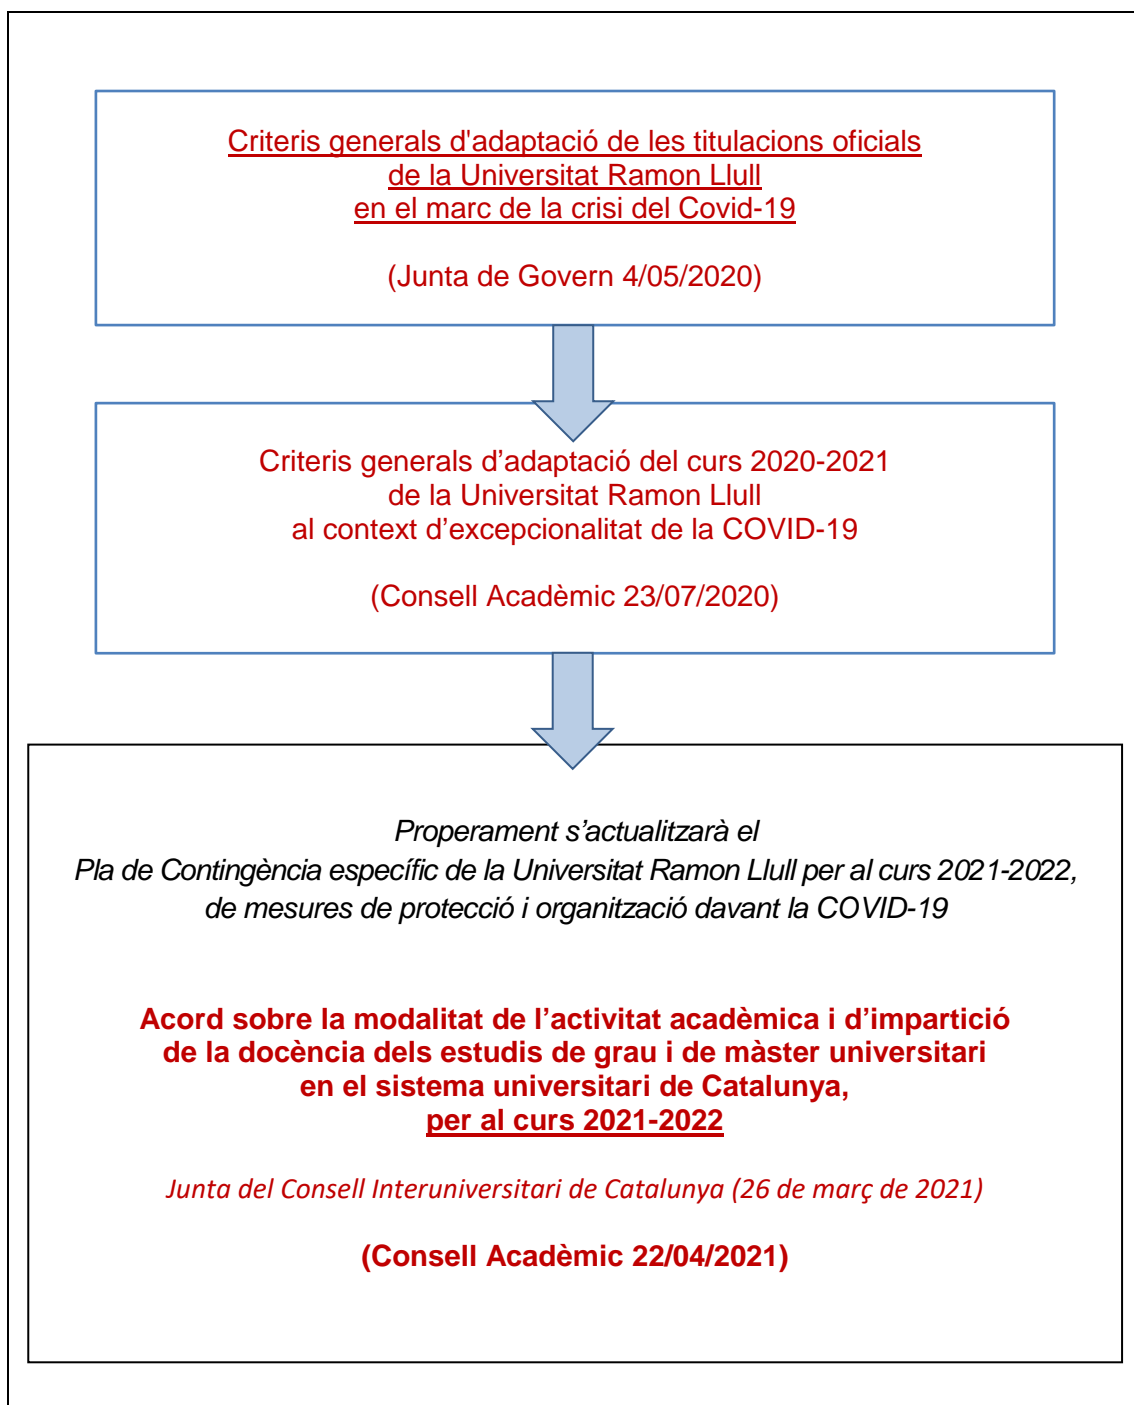 Criteris generals d'adaptació de les titulacions oficials
de la Universitat Ramon Llull
en el marc de la crisi del Covid-19
(Junta de Govern 4/05/2020)
Criteris generals d’adaptació del curs 2020-2021
de la Universitat Ramon Llull
al context d’excepcionalitat de la COVID-19
(Consell Acadèmic 23/07/2020)
Properament s’actualitzarà el
Pla de Contingència específic de la Universitat Ramon Llull per al curs 2021-2022,
de mesures de protecció i organització davant la COVID-19
Acord sobre la modalitat de l’activitat acadèmica i d’impartició
de la docència dels estudis de grau i de màster universitari
en el sistema universitari de Catalunya,
per al curs 2021-2022
Junta del Consell Interuniversitari de Catalunya (26 de març de 2021)
(Consell Acadèmic 22/04/2021)